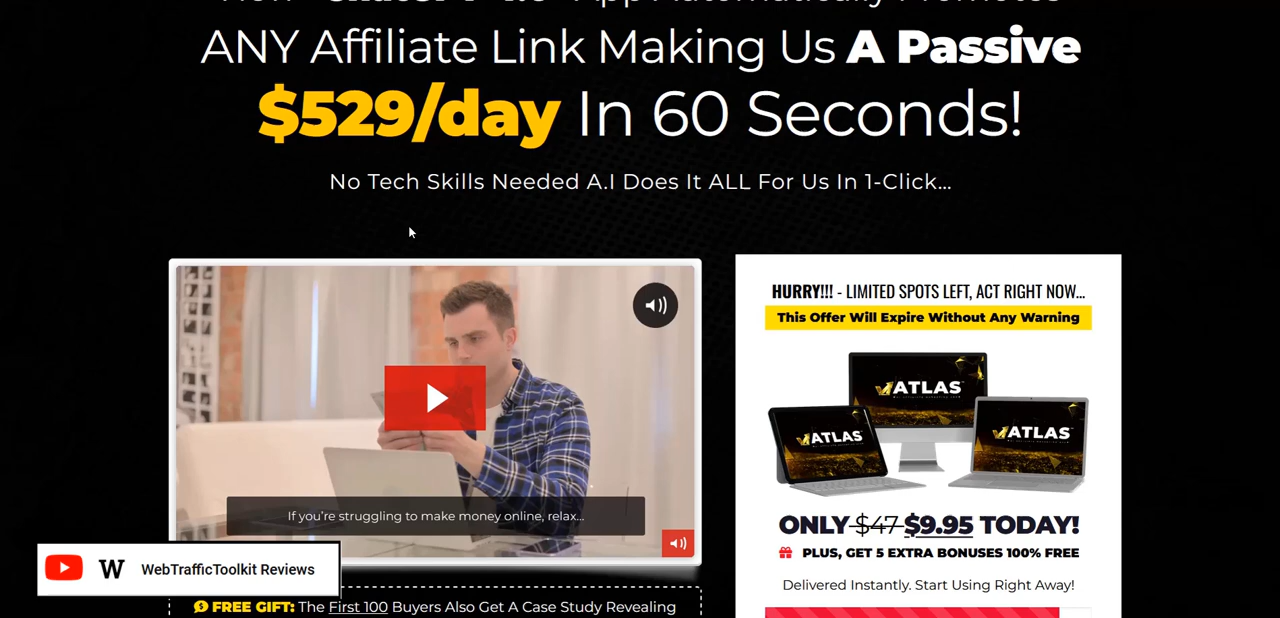 ANY Affiliate Link Making Us A Passive
$529/day In 60 Seconds!
No Tech Skills Needed A.I Does It ALL For Us In 1-Click...
If you're struggling to make money online, relax...
WebTrafficToolkit Reviews
FREE GIFT: The First 100 Buyers Also Get A Case Study Revealing
HURRY!!! - LIMITED SPOTS LEFT, ACT RIGHT NOW...
This Offer Will Expire Without Any Warning
ATLAS
ATLAS
ATLAS
ONLY $47 $9.95 TODAY!
PLUS, GET 5 EXTRA BONUSES 100% FREE
Delivered Instantly. Start Using Right Away!